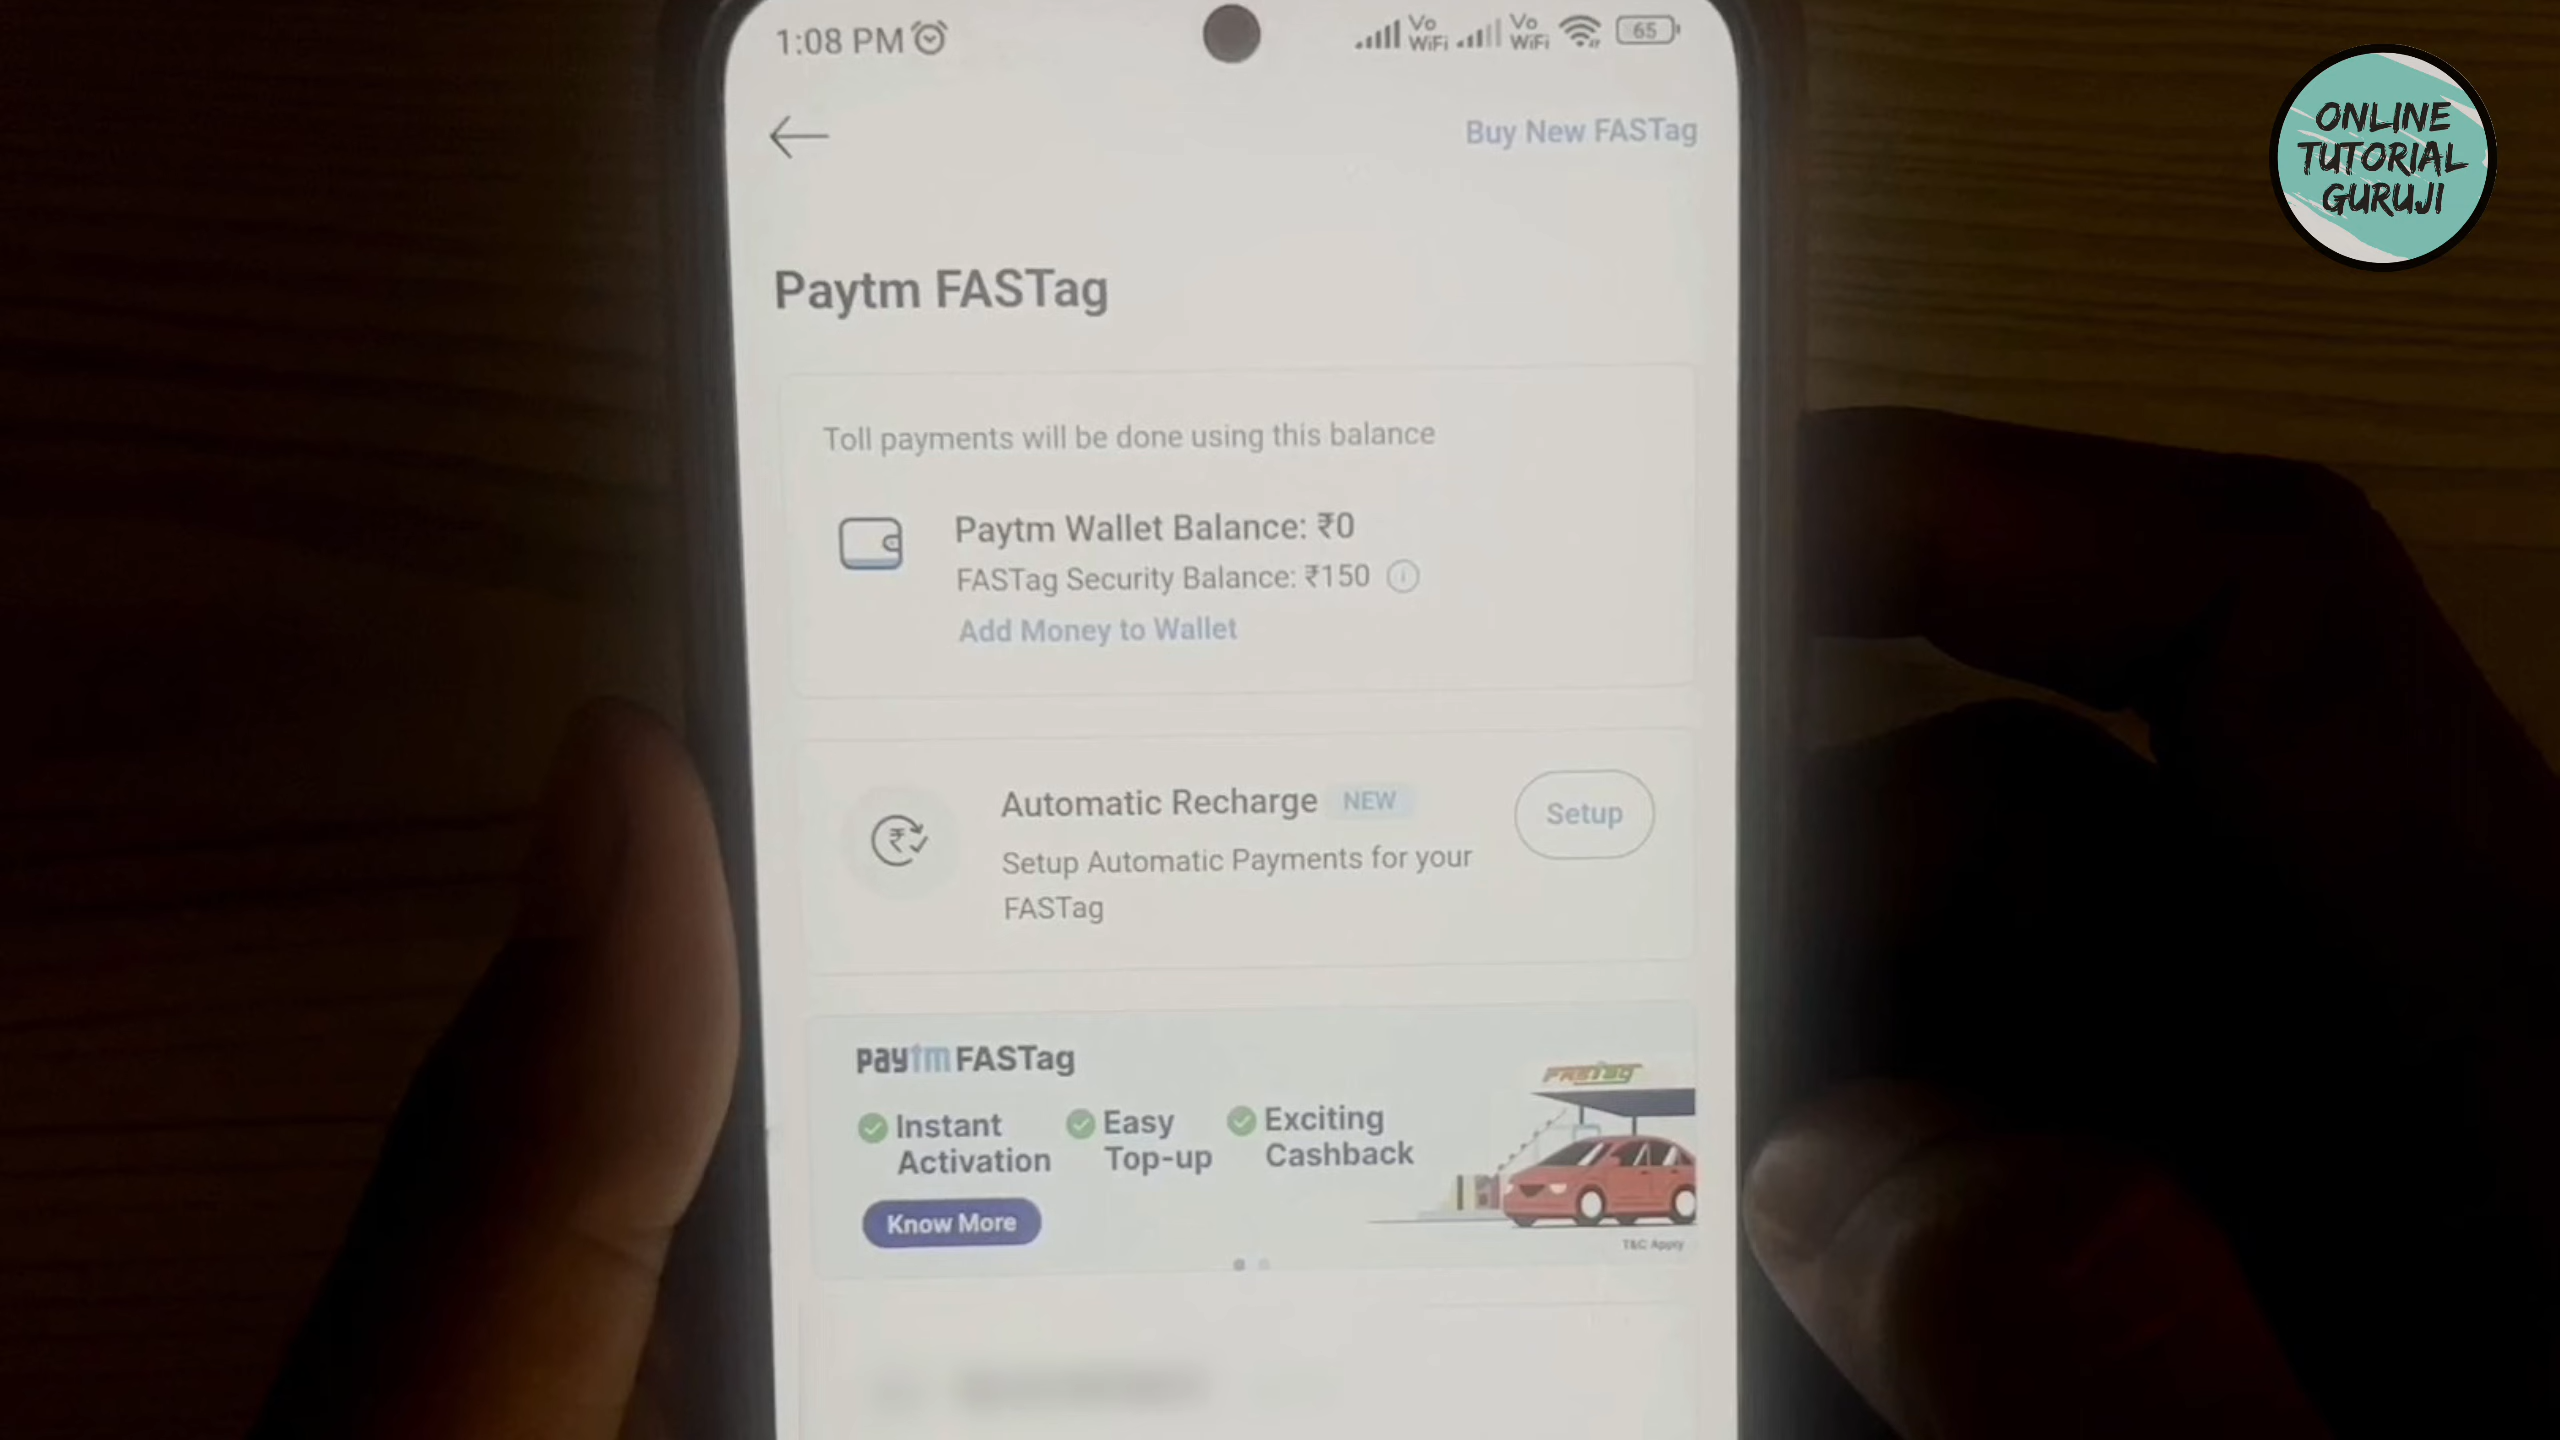 1:08 PM
Vo
WiFi
Vo
WiFi
65
Buy New FASTag
ONLINE
TUTORIAL
GURUJI
Paytm FASTag
Toll payments will be done using this balance
Paytm Wallet Balance: ₹0
FASTag Security Balance: ₹150
Add Money to Wallet
Automatic Recharge NEW
Setup
Setup Automatic Payments for your
FASTag
paytm FASTag
FASTag
Instant
Activation
Easy
Top-up
Exciting
Cashback
Know More
T&C Apply